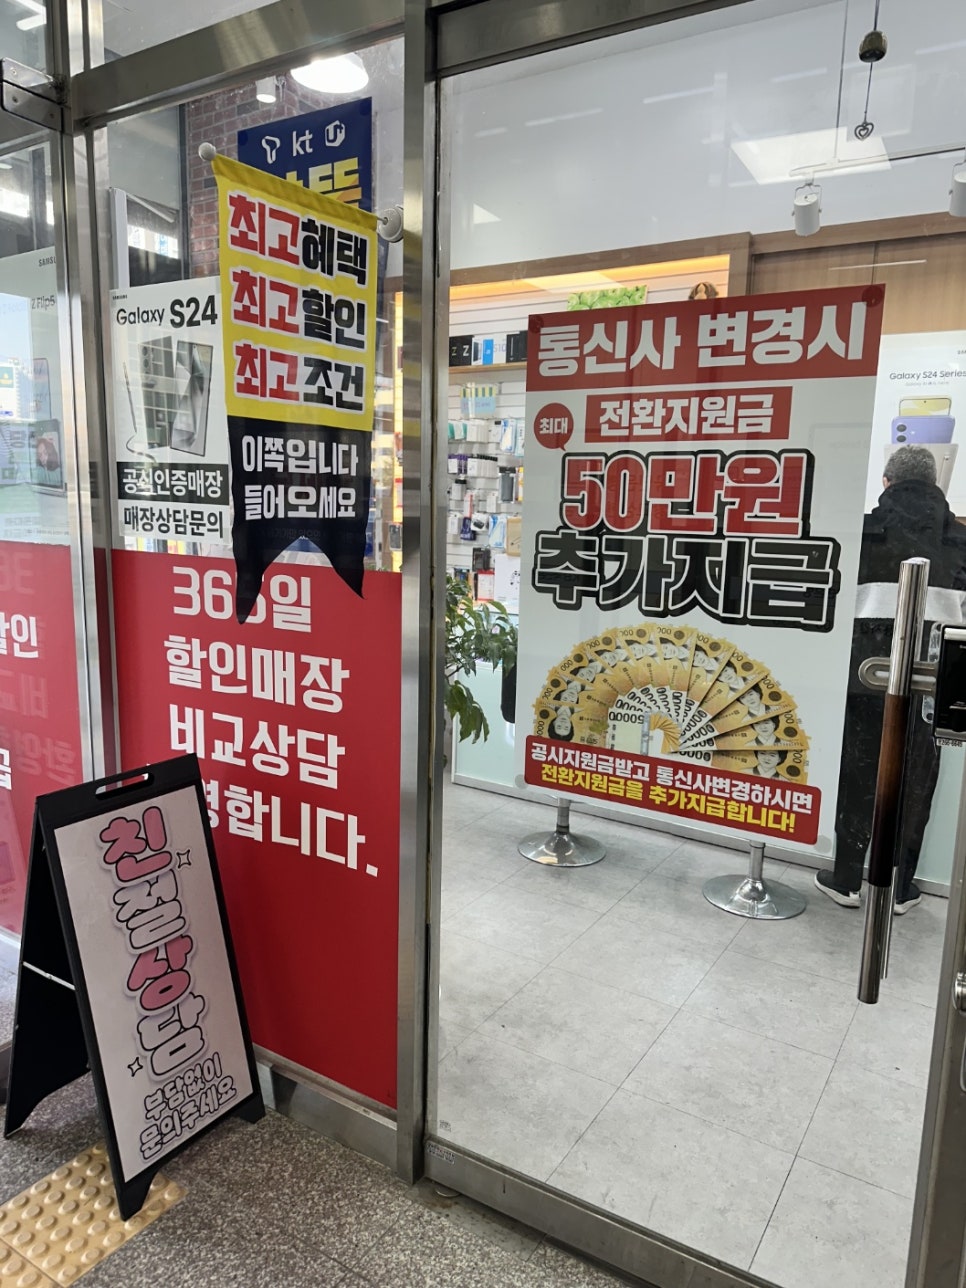 kt
최고혜택
최고할인
최고조건
이쪽입니다
들어오세요
SAMSUNG
Galaxy S24
공식인증매장
매장상담문의
365일
할인매장
비교상담
합니다.
친절상담
부담없이
문의주세요
통신사 변경시
최대
전환지원금
50만원
추가지급
공시지원금받고 통신사변경하시면
전환지원금을 추가지급합니다!
Galaxy S24 Series
Z Flip5
할인